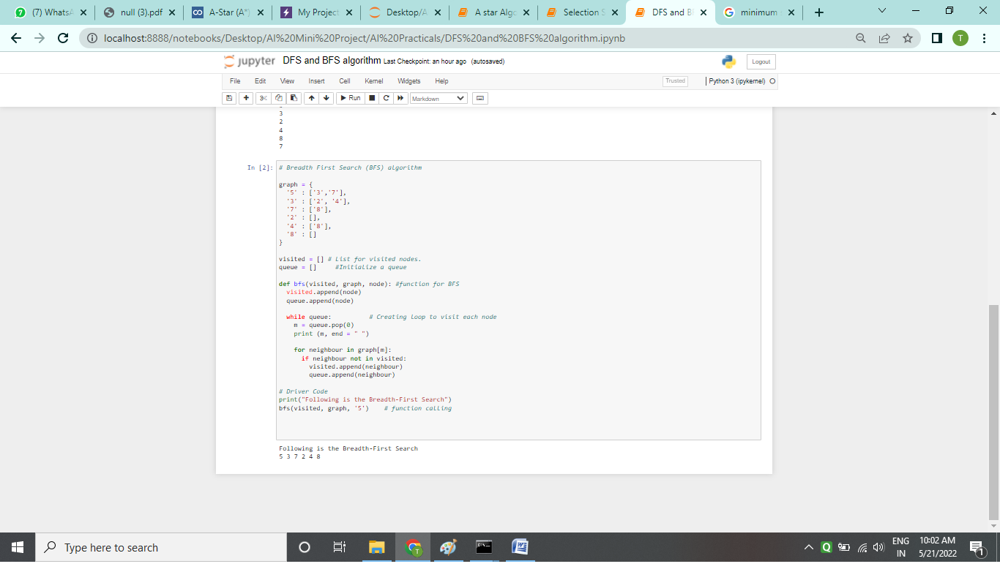 (7) WhatsA
null (3).pdf
A-Star (A*)
My Project
Desktop/A
A star Algo
Selection S
DFS and B
minimum
localhost:8888/notebooks/Desktop/AI%20Mini%20Project/AI%20Practicals/DFS%20and%20BFS%20algorithm.ipynb
T
jupyter DFS and BFS algorithm Last Checkpoint: an hour ago (autosaved)
Logout
File Edit View Insert Cell Kernel Widgets Help
Trusted
Python 3 (ipykernel)
Run
Markdown
3
2
4
8
7
In [2]: # Breadth First Search (BFS) algorithm
graph = {
'5' : ['3','7'],
'3' : ['2', '4'],
'7' : ['8'],
'2' : [],
'4' : ['8'],
'8' : []
}
visited = [] # List for visited nodes.
queue = [] #Initialize a queue
def bfs(visited, graph, node): #function for BFS
visited.append(node)
queue.append(node)
while queue: # Creating loop to visit each node
m = queue.pop(0)
print (m, end = " ")
for neighbour in graph[m]:
if neighbour not in visited:
visited.append(neighbour)
queue.append(neighbour)
# Driver Code
print("Following is the Breadth-First Search")
bfs(visited, graph, '5') # function calling
Following is the Breadth-First Search
5 3 7 2 4 8
Type here to search
ENG
IN
10:02 AM
5/21/2022
1